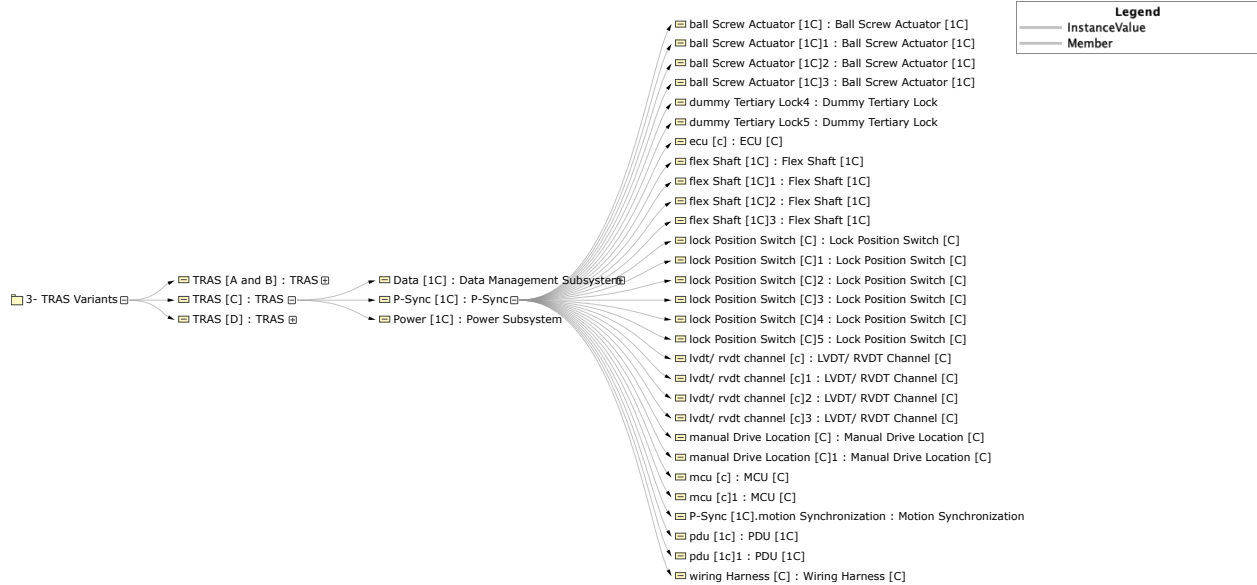 Legend
InstanceValue
Member
3- TRAS Variants
TRAS [A and B] : TRAS
TRAS [C] : TRAS
TRAS [D] : TRAS
Data [1C] : Data Management Subsystem
P-Sync [1C] : P-Sync
Power [1C] : Power Subsystem
ball Screw Actuator [1C] : Ball Screw Actuator [1C]
ball Screw Actuator [1C]1 : Ball Screw Actuator [1C]
ball Screw Actuator [1C]2 : Ball Screw Actuator [1C]
ball Screw Actuator [1C]3 : Ball Screw Actuator [1C]
dummy Tertiary Lock4 : Dummy Tertiary Lock
dummy Tertiary Lock5 : Dummy Tertiary Lock
ecu [c] : ECU [C]
flex Shaft [1C] : Flex Shaft [1C]
flex Shaft [1C]1 : Flex Shaft [1C]
flex Shaft [1C]2 : Flex Shaft [1C]
flex Shaft [1C]3 : Flex Shaft [1C]
lock Position Switch [C] : Lock Position Switch [C]
lock Position Switch [C]1 : Lock Position Switch [C]
lock Position Switch [C]2 : Lock Position Switch [C]
lock Position Switch [C]3 : Lock Position Switch [C]
lock Position Switch [C]4 : Lock Position Switch [C]
lock Position Switch [C]5 : Lock Position Switch [C]
lvdt/ rvdt channel [c] : LVDT/ RVDT Channel [C]
lvdt/ rvdt channel [c]1 : LVDT/ RVDT Channel [C]
lvdt/ rvdt channel [c]2 : LVDT/ RVDT Channel [C]
lvdt/ rvdt channel [c]3 : LVDT/ RVDT Channel [C]
manual Drive Location [C] : Manual Drive Location [C]
manual Drive Location [C]1 : Manual Drive Location [C]
mcu [c] : MCU [C]
mcu [c]1 : MCU [C]
P-Sync [1C].motion Synchronization : Motion Synchronization
pdu [1c] : PDU [1C]
pdu [1c]1 : PDU [1C]
wiring Harness [C] : Wiring Harness [C]